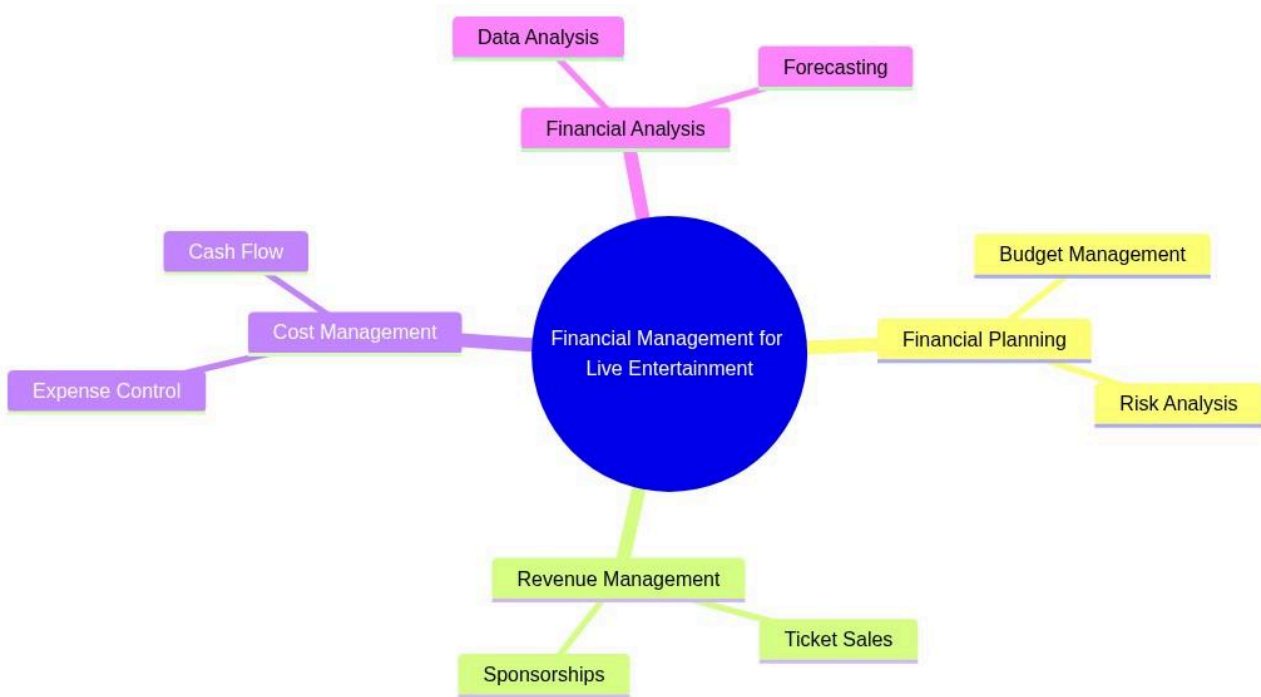 Data Analysis
Forecasting
Financial Analysis
Cash Flow
Budget Management
Cost Management
Financial Management for
Live Entertainment
Financial Planning
Expense Control
Risk Analysis
Revenue Management
Ticket Sales
Sponsorships